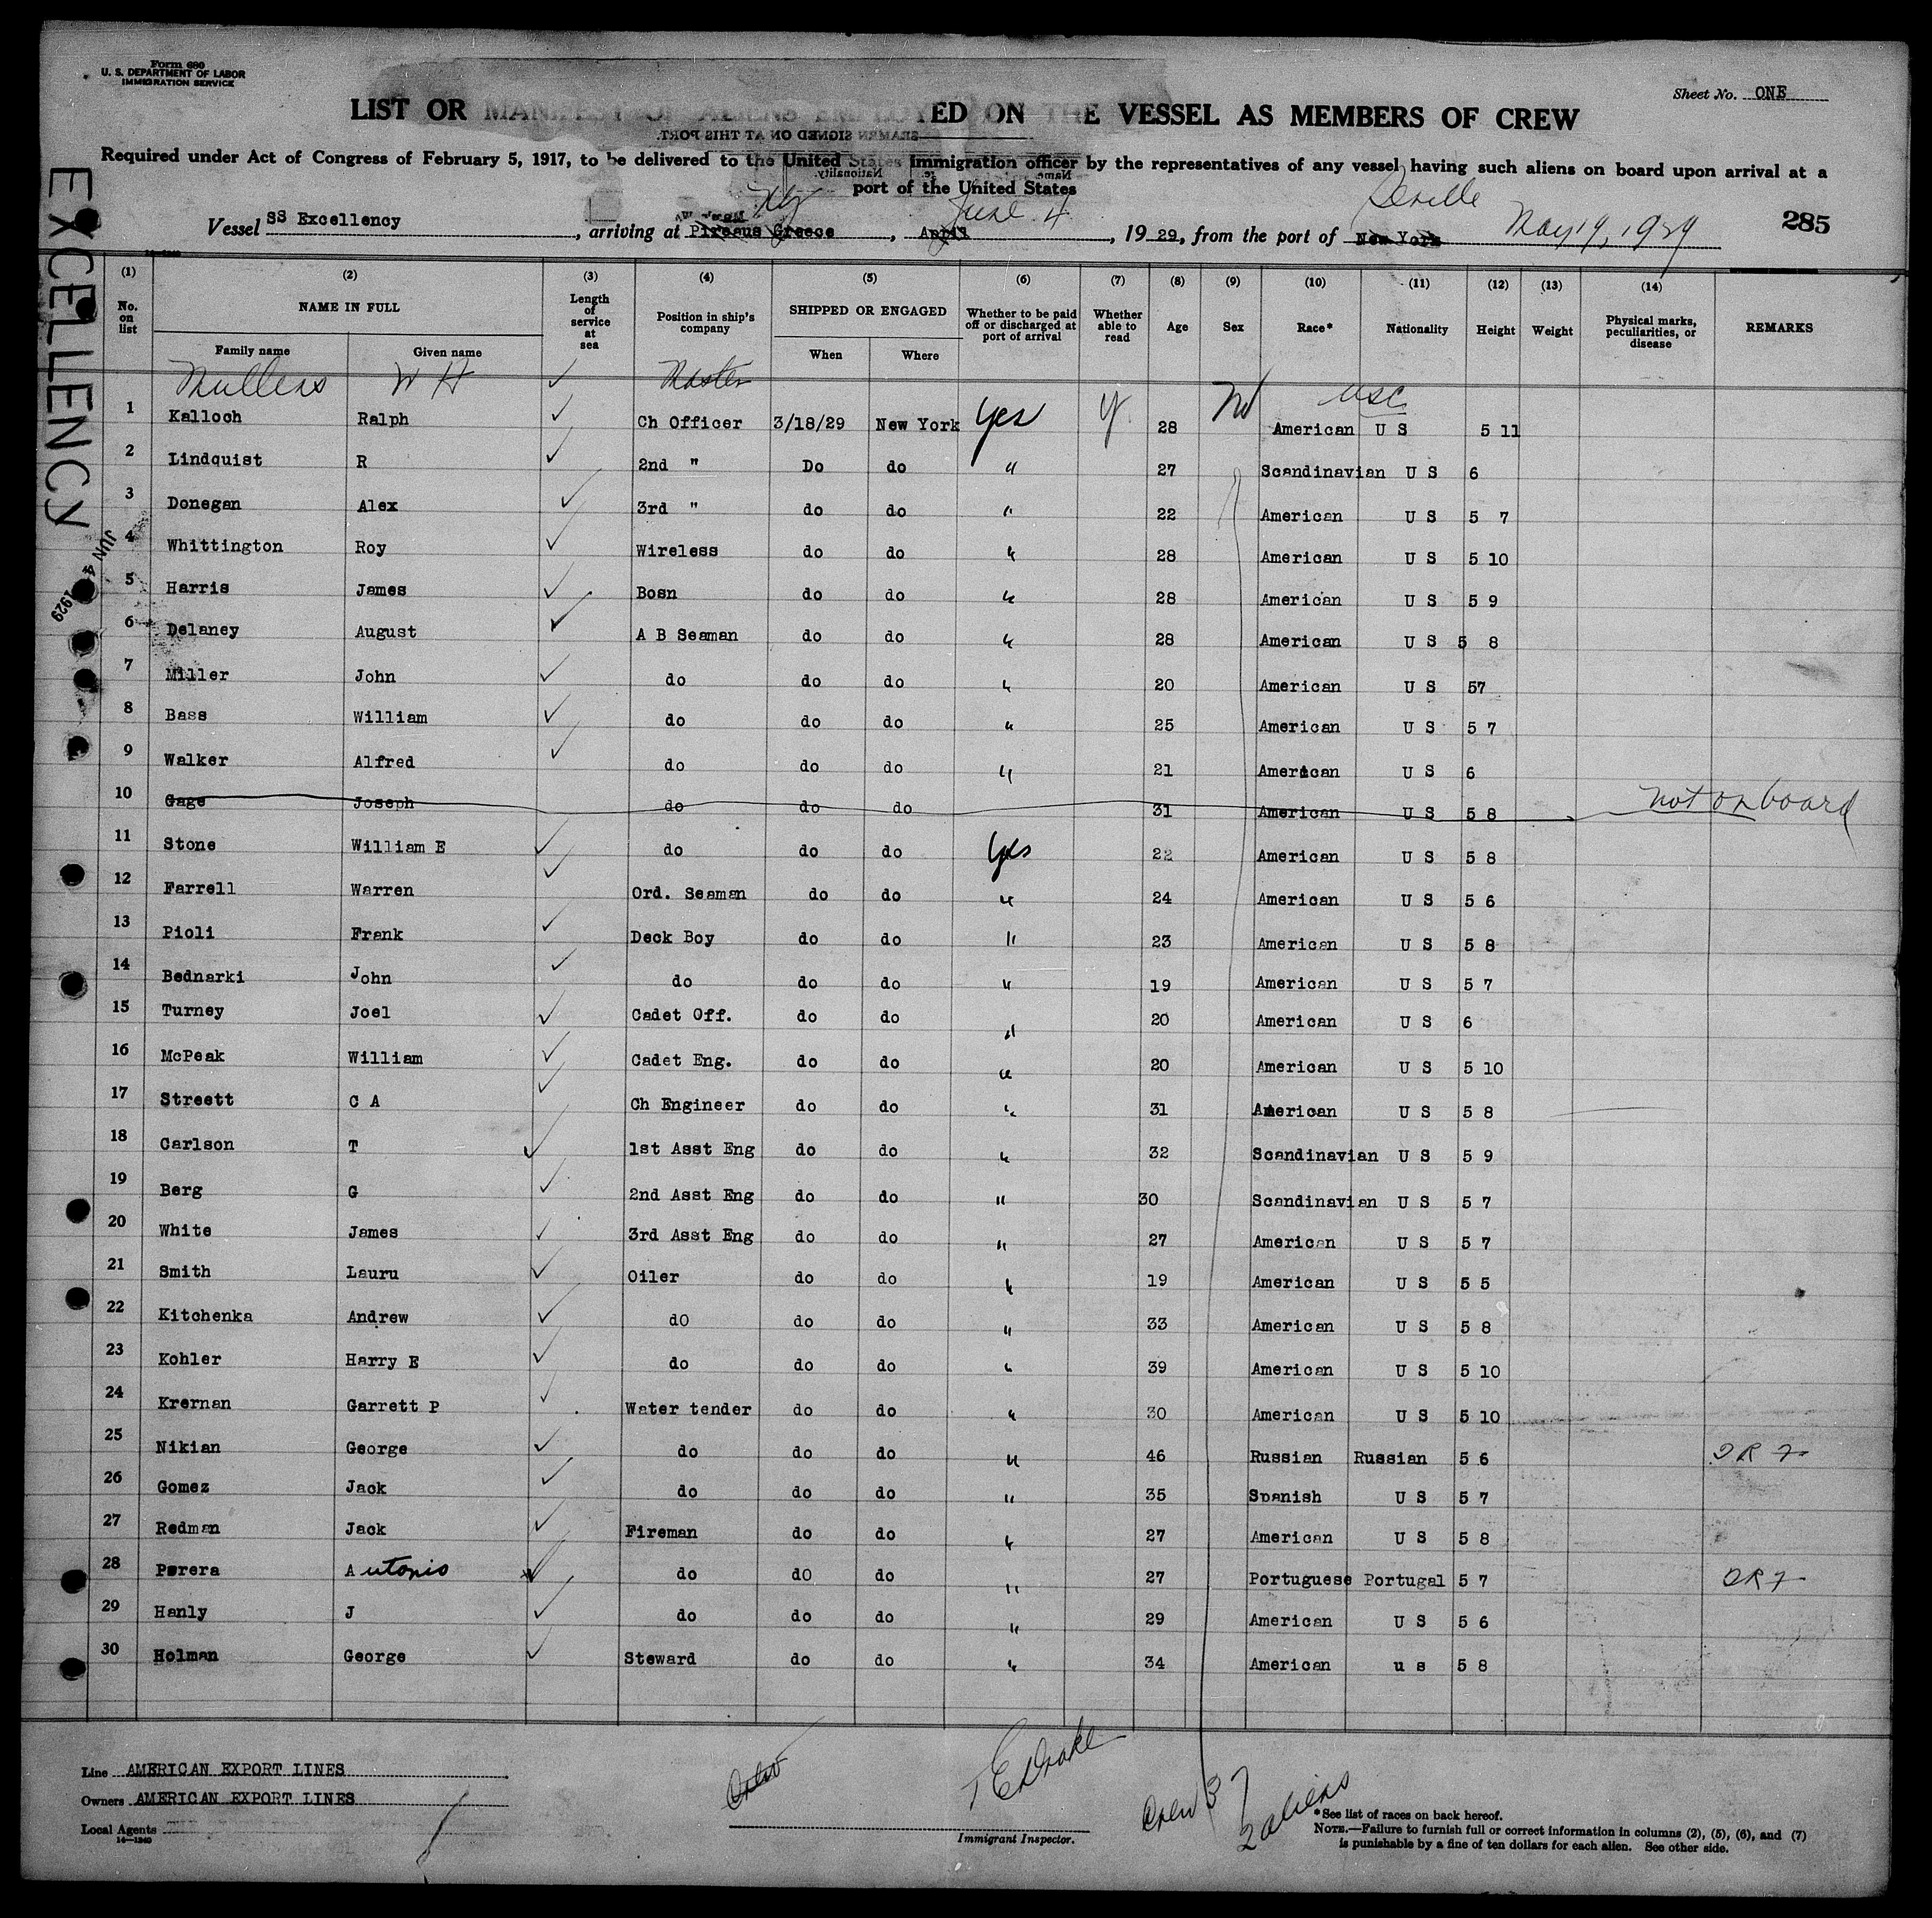 Form 680
U. S. DEPARTMENT OF LABOR
IMMIGRATION SERVICE
Sheet No. ONE
LIST OR MANIFEST OF ALIENS EMPLOYED ON THE VESSEL AS MEMBERS OF CREW
SEAMEN SIGNED ON AT THIS PORT.
Required under Act of Congress of February 5, 1917, to be delivered to the United States Immigration officer by the representatives of any vessel having such aliens on board upon arrival at a
port of the United States
Vessel SS Excellency, arriving at Piraeus Greece NY, April June 4, 1929, from the port of New York Seville May 19, 1929
285
EXCELLENCY
JUN 4 1929
(1) (2) (3) (4) (5) (6) (7) (8) (9) (10) (11) (12) (13) (14)
No. on list NAME IN FULL Length of service at sea Position in ship's company SHIPPED OR ENGAGED Whether to be paid off or discharged at port of arrival Whether able to read Age Sex Race* Nationality Height Weight Physical marks, peculiarities, or disease REMARKS
Family name Given name When Where
Mullers W H ✓ Master
1 Kalloch Ralph ✓ Ch Officer 3/18/29 New York Yes Y 28 M USC American U S 5 11
2 Lindquist R ✓ 2nd " Do do " 27 Scandinavian U S 6
3 Donegan Alex ✓ 3rd " do do " 22 American U S 5 7
4 Whittington Roy ✓ Wireless do do " 28 American U S 5 10
5 Harris James ✓ Bosn do do " 28 American U S 5 9
6 Delaney August ✓ A B Seaman do do " 28 American U S 5 8
7 Miller John ✓ do do do " 20 American U S 57
8 Bass William ✓ do do do " 25 American U S 5 7
9 Walker Alfred ✓ do do do " 21 American U S 6
10 Gage Joseph do do do 31 American U S 5 8 not on board
11 Stone William E ✓ do do do Yes 22 American U S 5 8
12 Farrell Warren ✓ Ord. Seaman do do " 24 American U S 5 6
13 Pioli Frank ✓ Deck Boy do do " 23 American U S 5 8
14 Bednarki John ✓ do do do " 19 American U S 5 7
15 Turney Joel ✓ Cadet Off. do do " 20 American U S 6
16 McPeak William ✓ Cadet Eng. do do " 20 American U S 5 10
17 Streett C A ✓ Ch Engineer do do " 31 American U S 5 8
18 Carlson T ✓ 1st Asst Eng do do " 32 Scandinavian U S 5 9
19 Berg G ✓ 2nd Asst Eng do do " 30 Scandinavian U S 5 7
20 White James ✓ 3rd Asst Eng do do " 27 American U S 5 7
21 Smith Lauru ✓ Oiler do do " 19 American U S 5 5
22 Kitchenka Andrew ✓ dO do do " 33 American U S 5 8
23 Kohler Harry E ✓ do do do " 39 American U S 5 10
24 Krernan Garrett P ✓ Water tender do do " 30 American U S 5 10
25 Nikian George ✓ do do do " 46 Russian Russian 5 6
26 Gomez Jack ✓ do do do " 35 Spanish U S 5 7
27 Redman Jack ✓ Fireman do do " 27 American U S 5 8
28 Perera Autonio ✓ do dO do " 27 Portuguese Portugal 5 7
29 Hanly J ✓ do do do " 29 American U S 5 6
30 Holman George ✓ Steward do do " 34 American u s 5 8
Line AMERICAN EXPORT LINES
Owners AMERICAN EXPORT LINES
Local Agents
14—1240
T E Drake
Immigrant Inspector.
Crew 37
2 aliens
*See list of races on back hereof.
NOTE.—Failure to furnish full or correct information in columns (2), (5), (6), and (7)
is punishable by a fine of ten dollars for each alien. See other side.